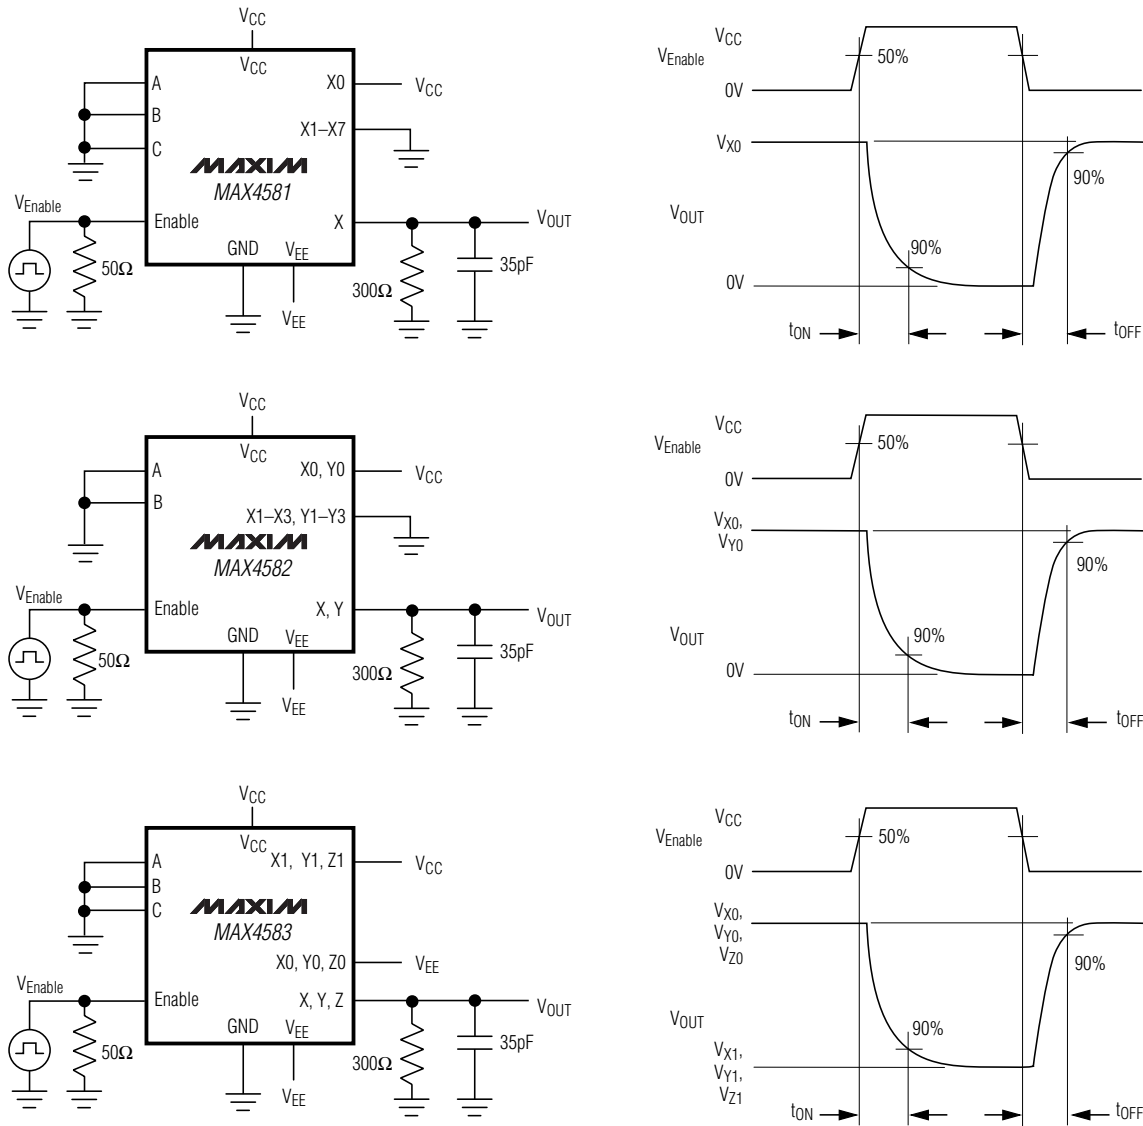 VCC
VCC
A
B
C
X0
VCC
X1–X7
MAXIM
MAX4581
VEnable
Enable
X
VOUT
50Ω
GND
VEE
VEE
300Ω
35pF
VCC
VEnable
50%
0V
VX0
90%
VOUT
90%
0V
tON
tOFF
VCC
VCC
A
B
X0, Y0
VCC
X1–X3, Y1–Y3
MAXIM
MAX4582
VEnable
Enable
X, Y
VOUT
50Ω
GND
VEE
VEE
300Ω
35pF
VCC
VEnable
50%
0V
VX0,
VY0
90%
VOUT
90%
0V
tON
tOFF
VCC
VCC
A
B
C
X1, Y1, Z1
VCC
MAXIM
MAX4583
X0, Y0, Z0
VEE
VEnable
Enable
X, Y, Z
VOUT
50Ω
GND
VEE
VEE
300Ω
35pF
VCC
VEnable
50%
0V
VX0,
VY0,
VZ0
90%
VOUT
90%
VX1,
VY1,
VZ1
tON
tOFF